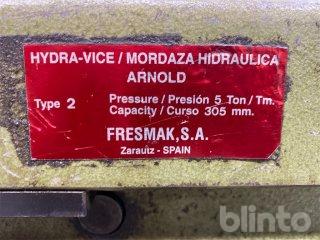 HYDRA-VICE / MORDAZA HIDRAULICA
ARNOLD
Type 2 Pressure / Presión 5 Ton / Tm.
Capacity / Curso 305 mm.
FRESMAK, S.A.
Zarautz - SPAIN
blinto